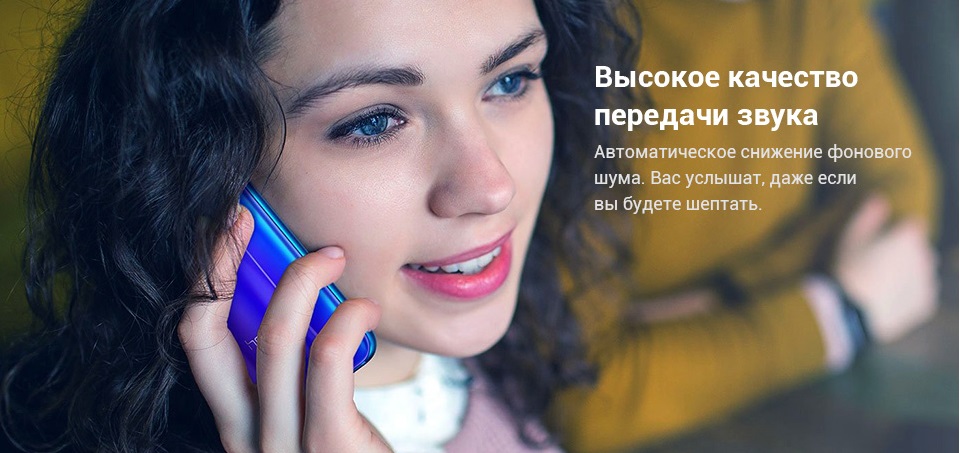 Высокое качество
передачи звука
Автоматическое снижение фонового
шума. Вас услышат, даже если
вы будете шептать.